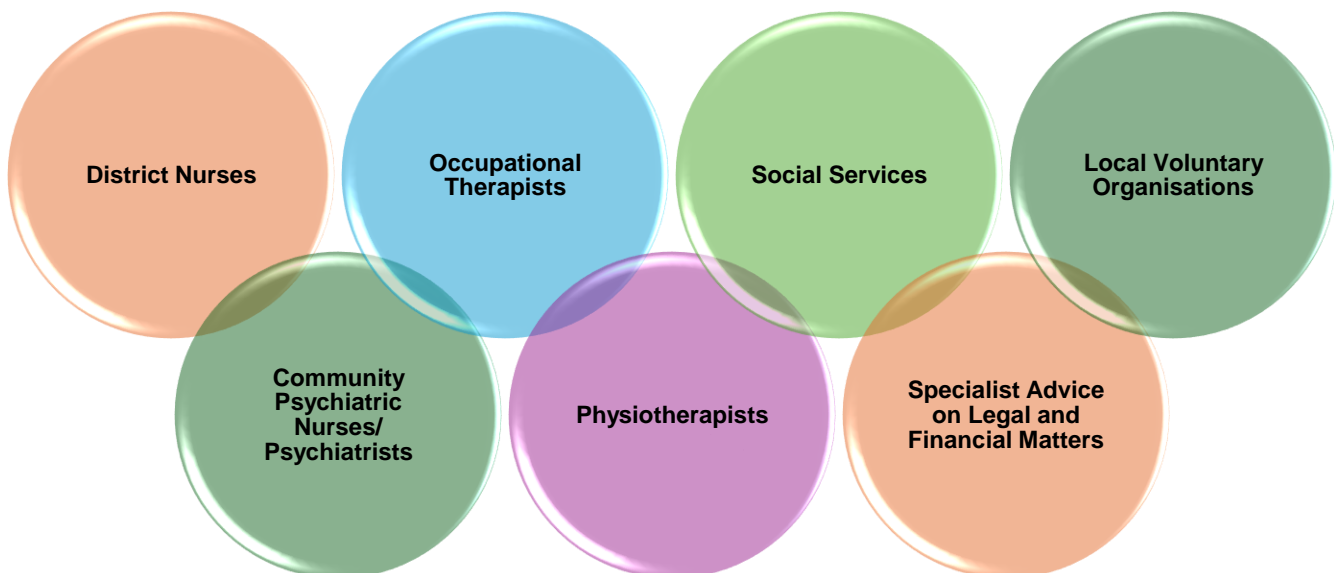 District Nurses
Occupational
Therapists
Social Services
Local Voluntary
Organisations
Community
Psychiatric
Nurses/
Psychiatrists
Physiotherapists
Specialist Advice
on Legal and
Financial Matters